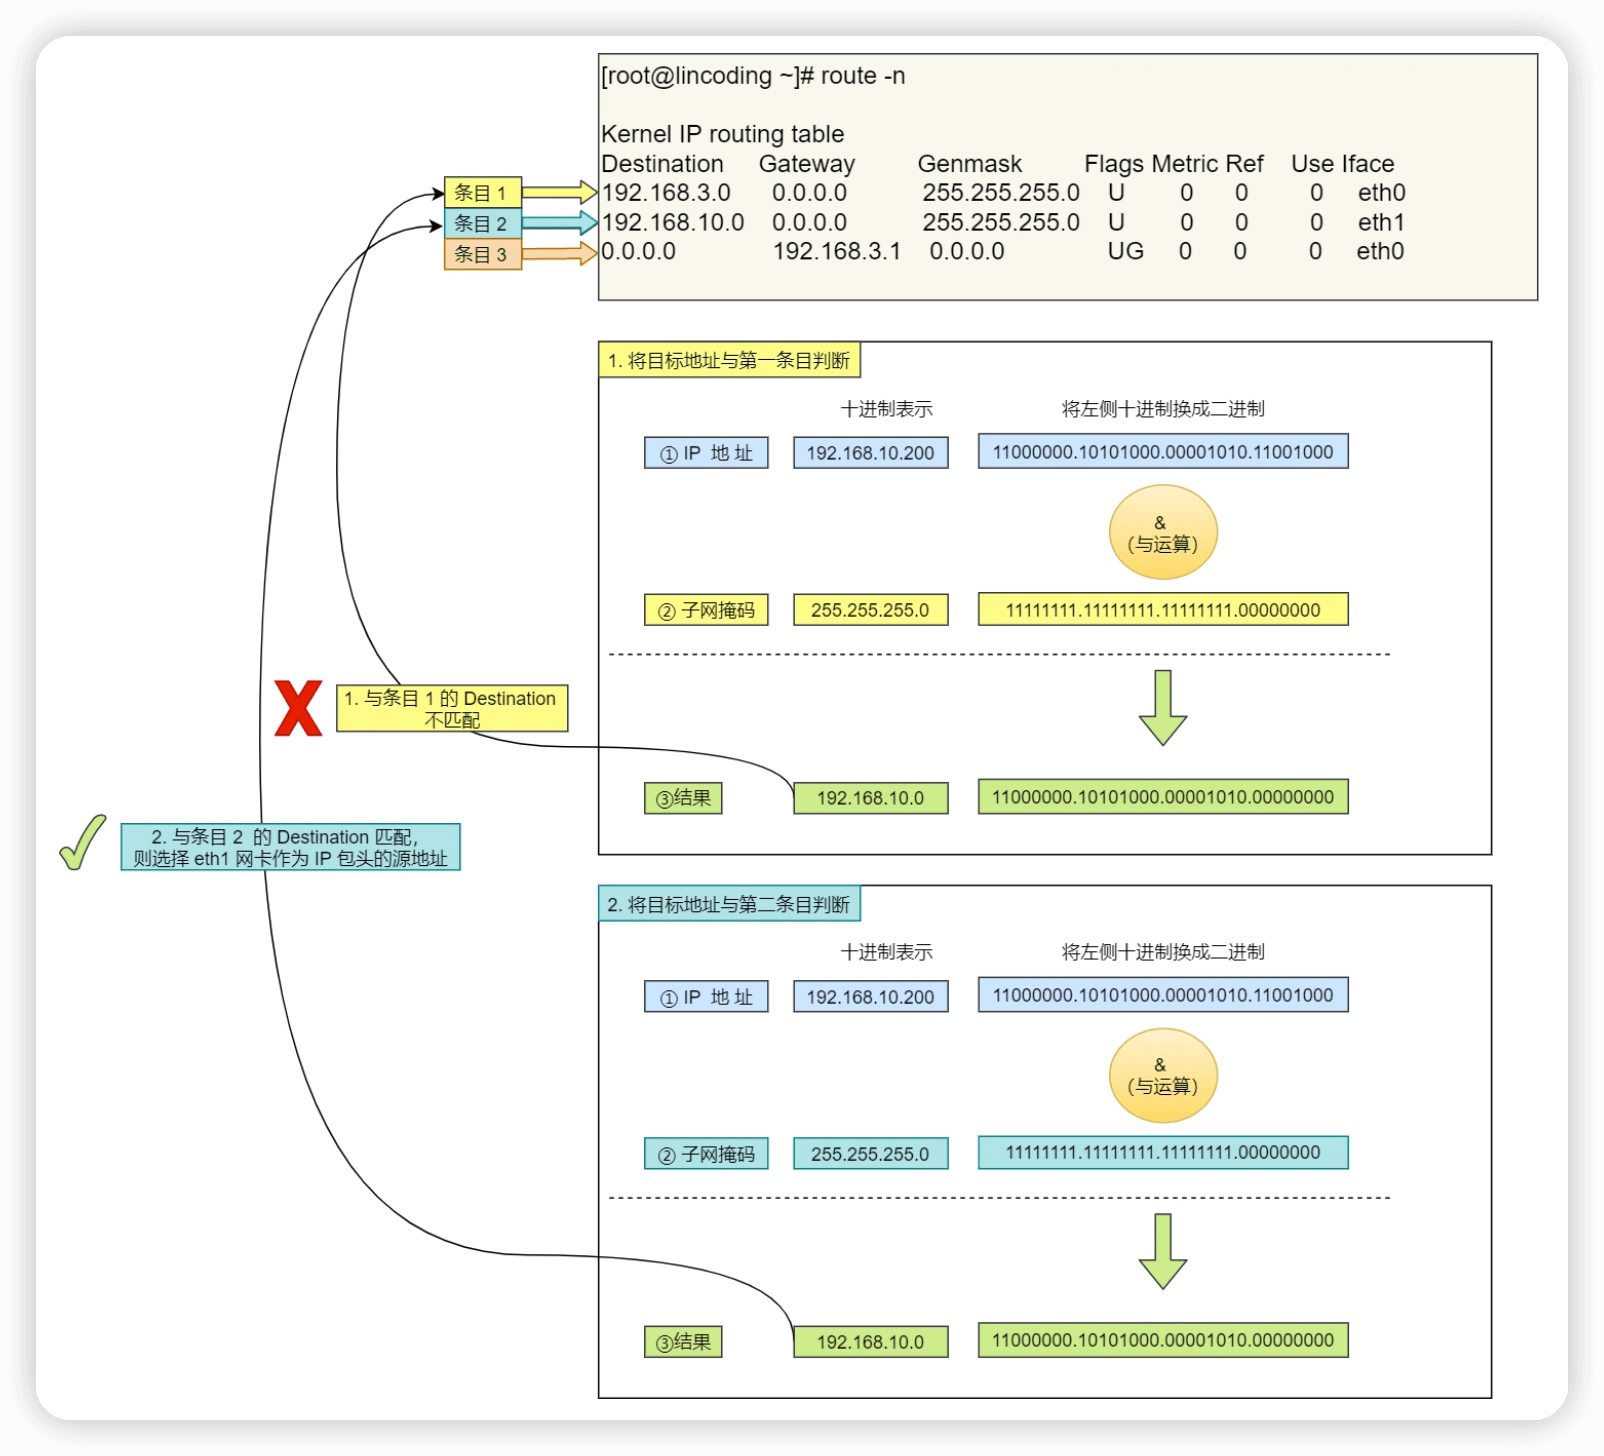 [root@lincoding ~]# route -n
Kernel IP routing table
Destination Gateway Genmask Flags Metric Ref Use Iface
条目 1 192.168.3.0 0.0.0.0 255.255.255.0 U 0 0 0 eth0
条目 2 192.168.10.0 0.0.0.0 255.255.255.0 U 0 0 0 eth1
条目 3 0.0.0.0 192.168.3.1 0.0.0.0 UG 0 0 0 eth0
1. 将目标地址与第一条目判断
十进制表示 将左侧十进制换成二进制
① IP 地 址 192.168.10.200 11000000.10101000.00001010.11001000
&
（与运算）
② 子网掩码 255.255.255.0 11111111.11111111.11111111.00000000
X
1. 与条目 1 的 Destination
不匹配
③结果 192.168.10.0 11000000.10101000.00001010.00000000
2. 与条目 2 的 Destination 匹配，
则选择 eth1 网卡作为 IP 包头的源地址
2. 将目标地址与第二条目判断
十进制表示 将左侧十进制换成二进制
① IP 地 址 192.168.10.200 11000000.10101000.00001010.11001000
&
（与运算）
② 子网掩码 255.255.255.0 11111111.11111111.11111111.00000000
③结果 192.168.10.0 11000000.10101000.00001010.00000000